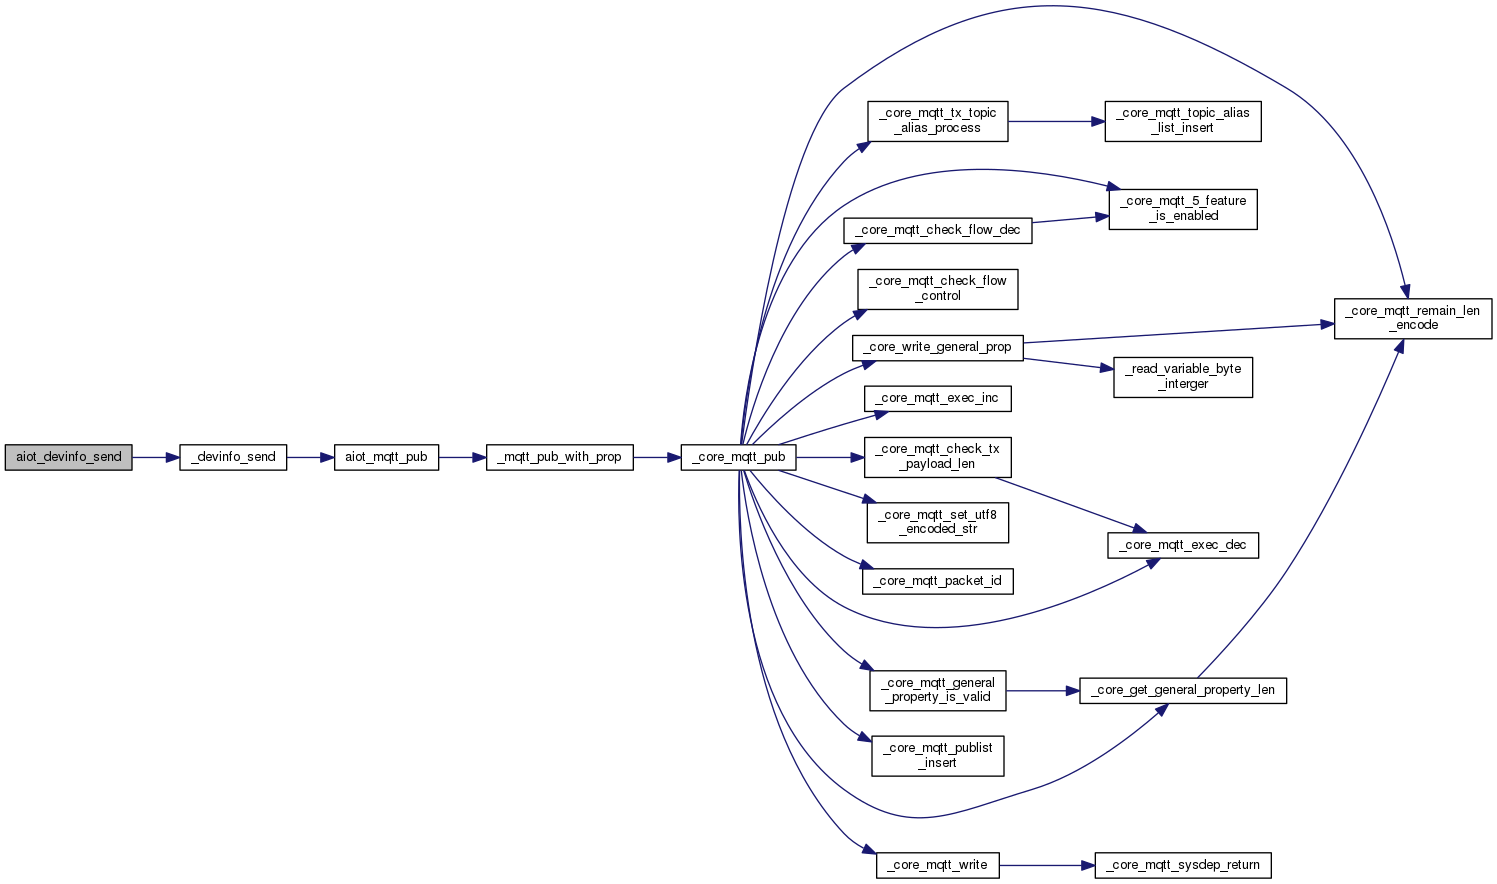 aiot_devinfo_send
_devinfo_send
aiot_mqtt_pub
_mqtt_pub_with_prop
_core_mqtt_pub
_core_mqtt_tx_topic
_alias_process
_core_mqtt_topic_alias
_list_insert
_core_mqtt_5_feature
_is_enabled
_core_mqtt_check_flow_dec
_core_mqtt_check_flow
_control
_core_mqtt_remain_len
_encode
_core_write_general_prop
_read_variable_byte
_interger
_core_mqtt_exec_inc
_core_mqtt_check_tx
_payload_len
_core_mqtt_set_utf8
_encoded_str
_core_mqtt_exec_dec
_core_mqtt_packet_id
_core_mqtt_general
_property_is_valid
_core_get_general_property_len
_core_mqtt_publist
_insert
_core_mqtt_write
_core_mqtt_sysdep_return